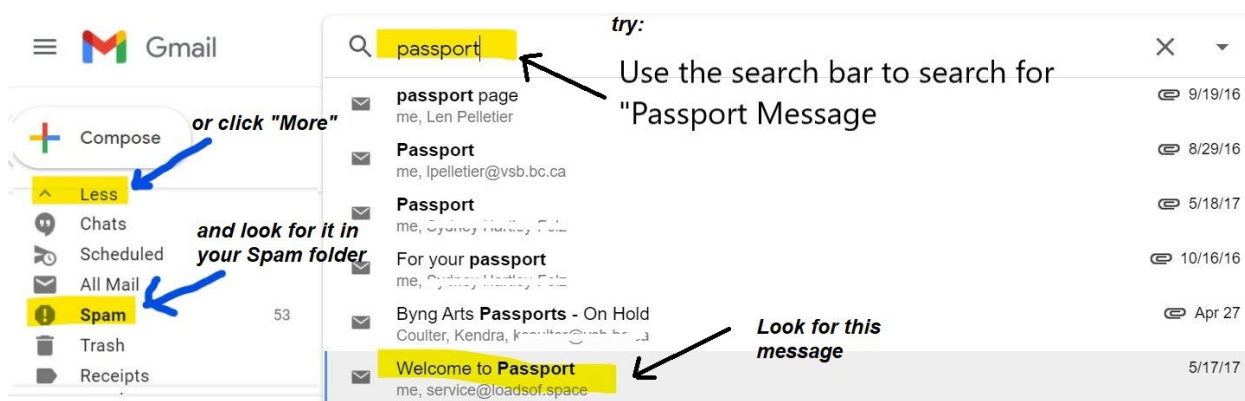 try:
Gmail
passport
Use the search bar to search for
"Passport Message
passport page
9/19/16
me, Len Pelletier
or click "More"
Compose
Passport
8/29/16
me, lpelletier@vsb.bc.ca
Less
Passport
5/18/17
me,
Chats
and look for it in
your Spam folder
Scheduled
For your passport
10/16/16
me,
All Mail
Spam
53
Byng Arts Passports - On Hold
Apr 27
Coulter, Kendra,
Look for this
message
Trash
Welcome to Passport
5/17/17
me, service@loadsof.space
Receipts